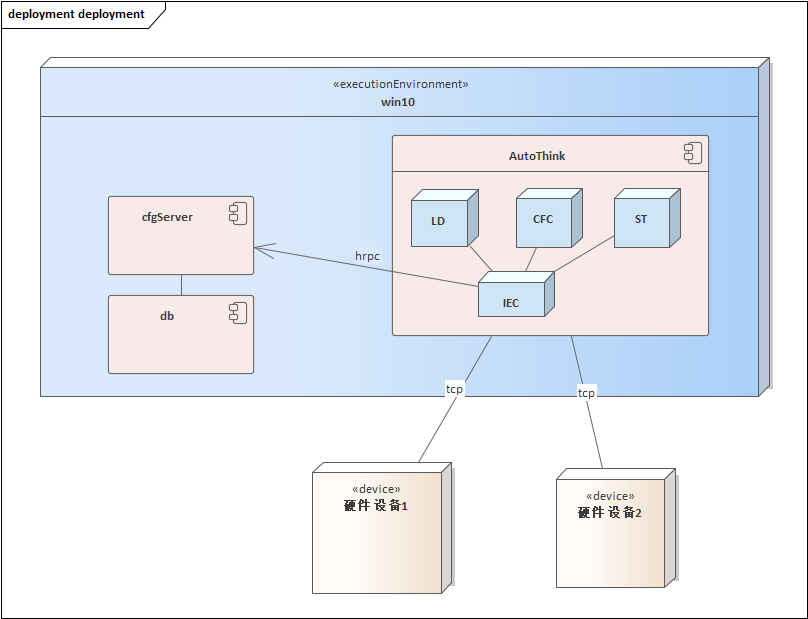 deployment deployment
«executionEnvironment»
win10
AutoThink
cfgServer
LD
CFC
ST
hrpc
IEC
db
tcp
tcp
«device»
硬件设备1
«device»
硬件设备2